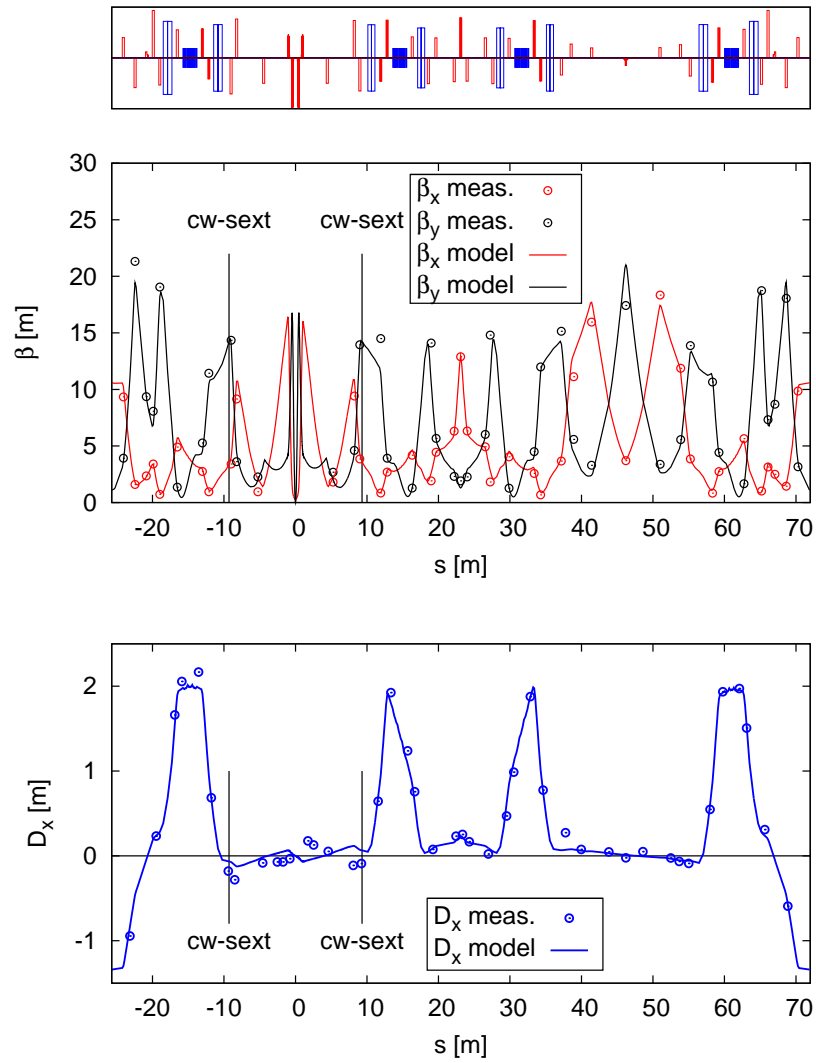 30
25
20
15
10
5
0
β [m]
cw-sext
cw-sext
βx meas.
βy meas.
βx model
βy model
-20 -10 0 10 20 30 40 50 60 70
s [m]
2
1
0
-1
Dx [m]
cw-sext
cw-sext
Dx meas.
Dx model
-20 -10 0 10 20 30 40 50 60 70
s [m]